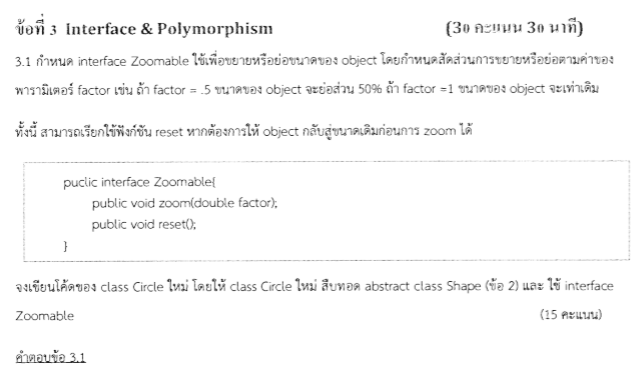 ข้อที่ 3 Interface & Polymorphism (30 คะแนน 30 นาที)
3.1 กำหนด interface Zoomable ใช้เพื่อขยายหรือย่อขนาดของ object โดยกำหนดสัดส่วนการขยายหรือย่อตามค่าของ
พารามิเตอร์ factor เช่น ถ้า factor = .5 ขนาดของ object จะย่อส่วน 50% ถ้า factor =1 ขนาดของ object จะเท่าเดิม
ทั้งนี้ สามารถเรียกใช้ฟังก์ชัน reset หากต้องการให้ object กลับสู่ขนาดเดิมก่อนการ zoom ได้
puclic interface Zoomable{
public void zoom(double factor);
public void reset();
}
จงเขียนโค้ดของ class Circle ใหม่ โดยให้ class Circle ใหม่ สืบทอด abstract class Shape (ข้อ 2) และ ใช้ interface
Zoomable (15 คะแนน)
คำตอบข้อ 3.1